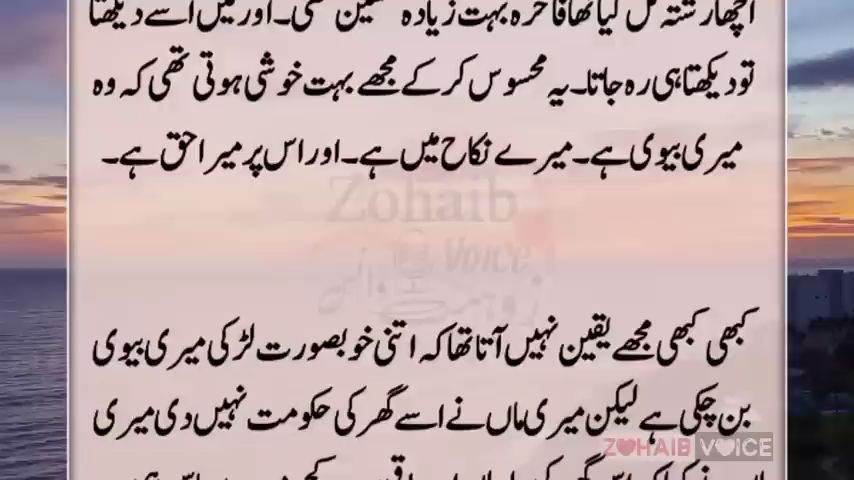 اچھا رشتہ مل گیا تھا فاخرہ بہت زیادہ حسین تھی۔ اور میں اسے دیکھتا
تو دیکھتا ہی رہ جاتا۔ یہ محسوس کر کے مجھے بہت خوشی ہوتی تھی کہ وہ
میری بیوی ہے۔ میرے نکاح میں ہے۔ اور اس پر میرا حق ہے۔
Zohaib
Voice
کبھی کبھی مجھے یقین نہیں آتا تھا کہ اتنی خوبصورت لڑکی میری بیوی
بن چکی ہے لیکن میری ماں نے اسے گھر کی حکومت نہیں دی میری
ZOHAIB VOICE